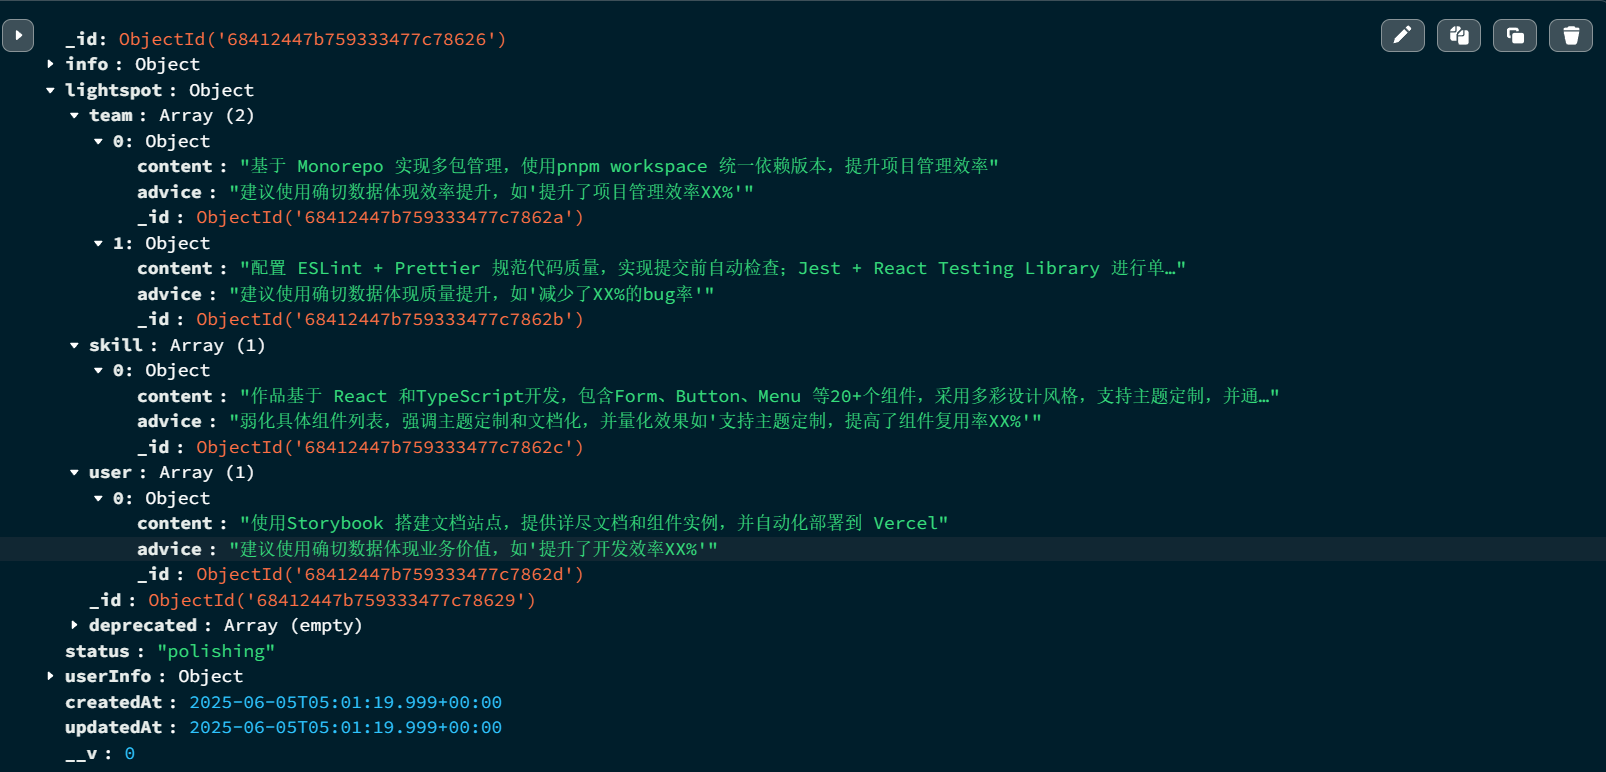 _id: ObjectId('68412447b759333477c78626')
info : Object
lightspot : Object
team : Array (2)
0: Object
content : "基于 Monorepo 实现多包管理，使用pnpm workspace 统一依赖版本，提升项目管理效率"
advice : "建议使用确切数据体现效率提升，如'提升了项目管理效率XX%'"
_id : ObjectId('68412447b759333477c7862a')
1: Object
content : "配置 ESLint + Prettier 规范代码质量，实现提交前自动检查；Jest + React Testing Library 进行单…"
advice : "建议使用确切数据体现质量提升，如'减少了XX%的bug率'"
_id : ObjectId('68412447b759333477c7862b')
skill : Array (1)
0: Object
content : "作品基于 React 和TypeScript开发，包含Form、Button、Menu 等20+个组件，采用多彩设计风格，支持主题定制，并通…"
advice : "弱化具体组件列表，强调主题定制和文档化，并量化效果如'支持主题定制，提高了组件复用率XX%'"
_id : ObjectId('68412447b759333477c7862c')
user : Array (1)
0: Object
content : "使用Storybook 搭建文档站点，提供详尽文档和组件实例，并自动化部署到 Vercel"
advice : "建议使用确切数据体现业务价值，如'提升了开发效率XX%'"
_id : ObjectId('68412447b759333477c7862d')
_id : ObjectId('68412447b759333477c78629')
deprecated : Array (empty)
status : "polishing"
userInfo : Object
createdAt : 2025-06-05T05:01:19.999+00:00
updatedAt : 2025-06-05T05:01:19.999+00:00
__v : 0